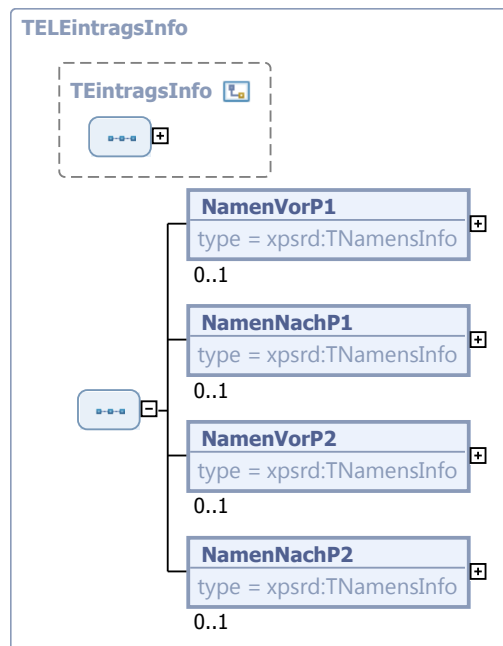 TELEintragsInfo
TEintragsInfo
NamenVorP1
type = xpsrd:TNamensInfo
0..1
NamenNachP1
type = xpsrd:TNamensInfo
0..1
NamenVorP2
type = xpsrd:TNamensInfo
0..1
NamenNachP2
type = xpsrd:TNamensInfo
0..1